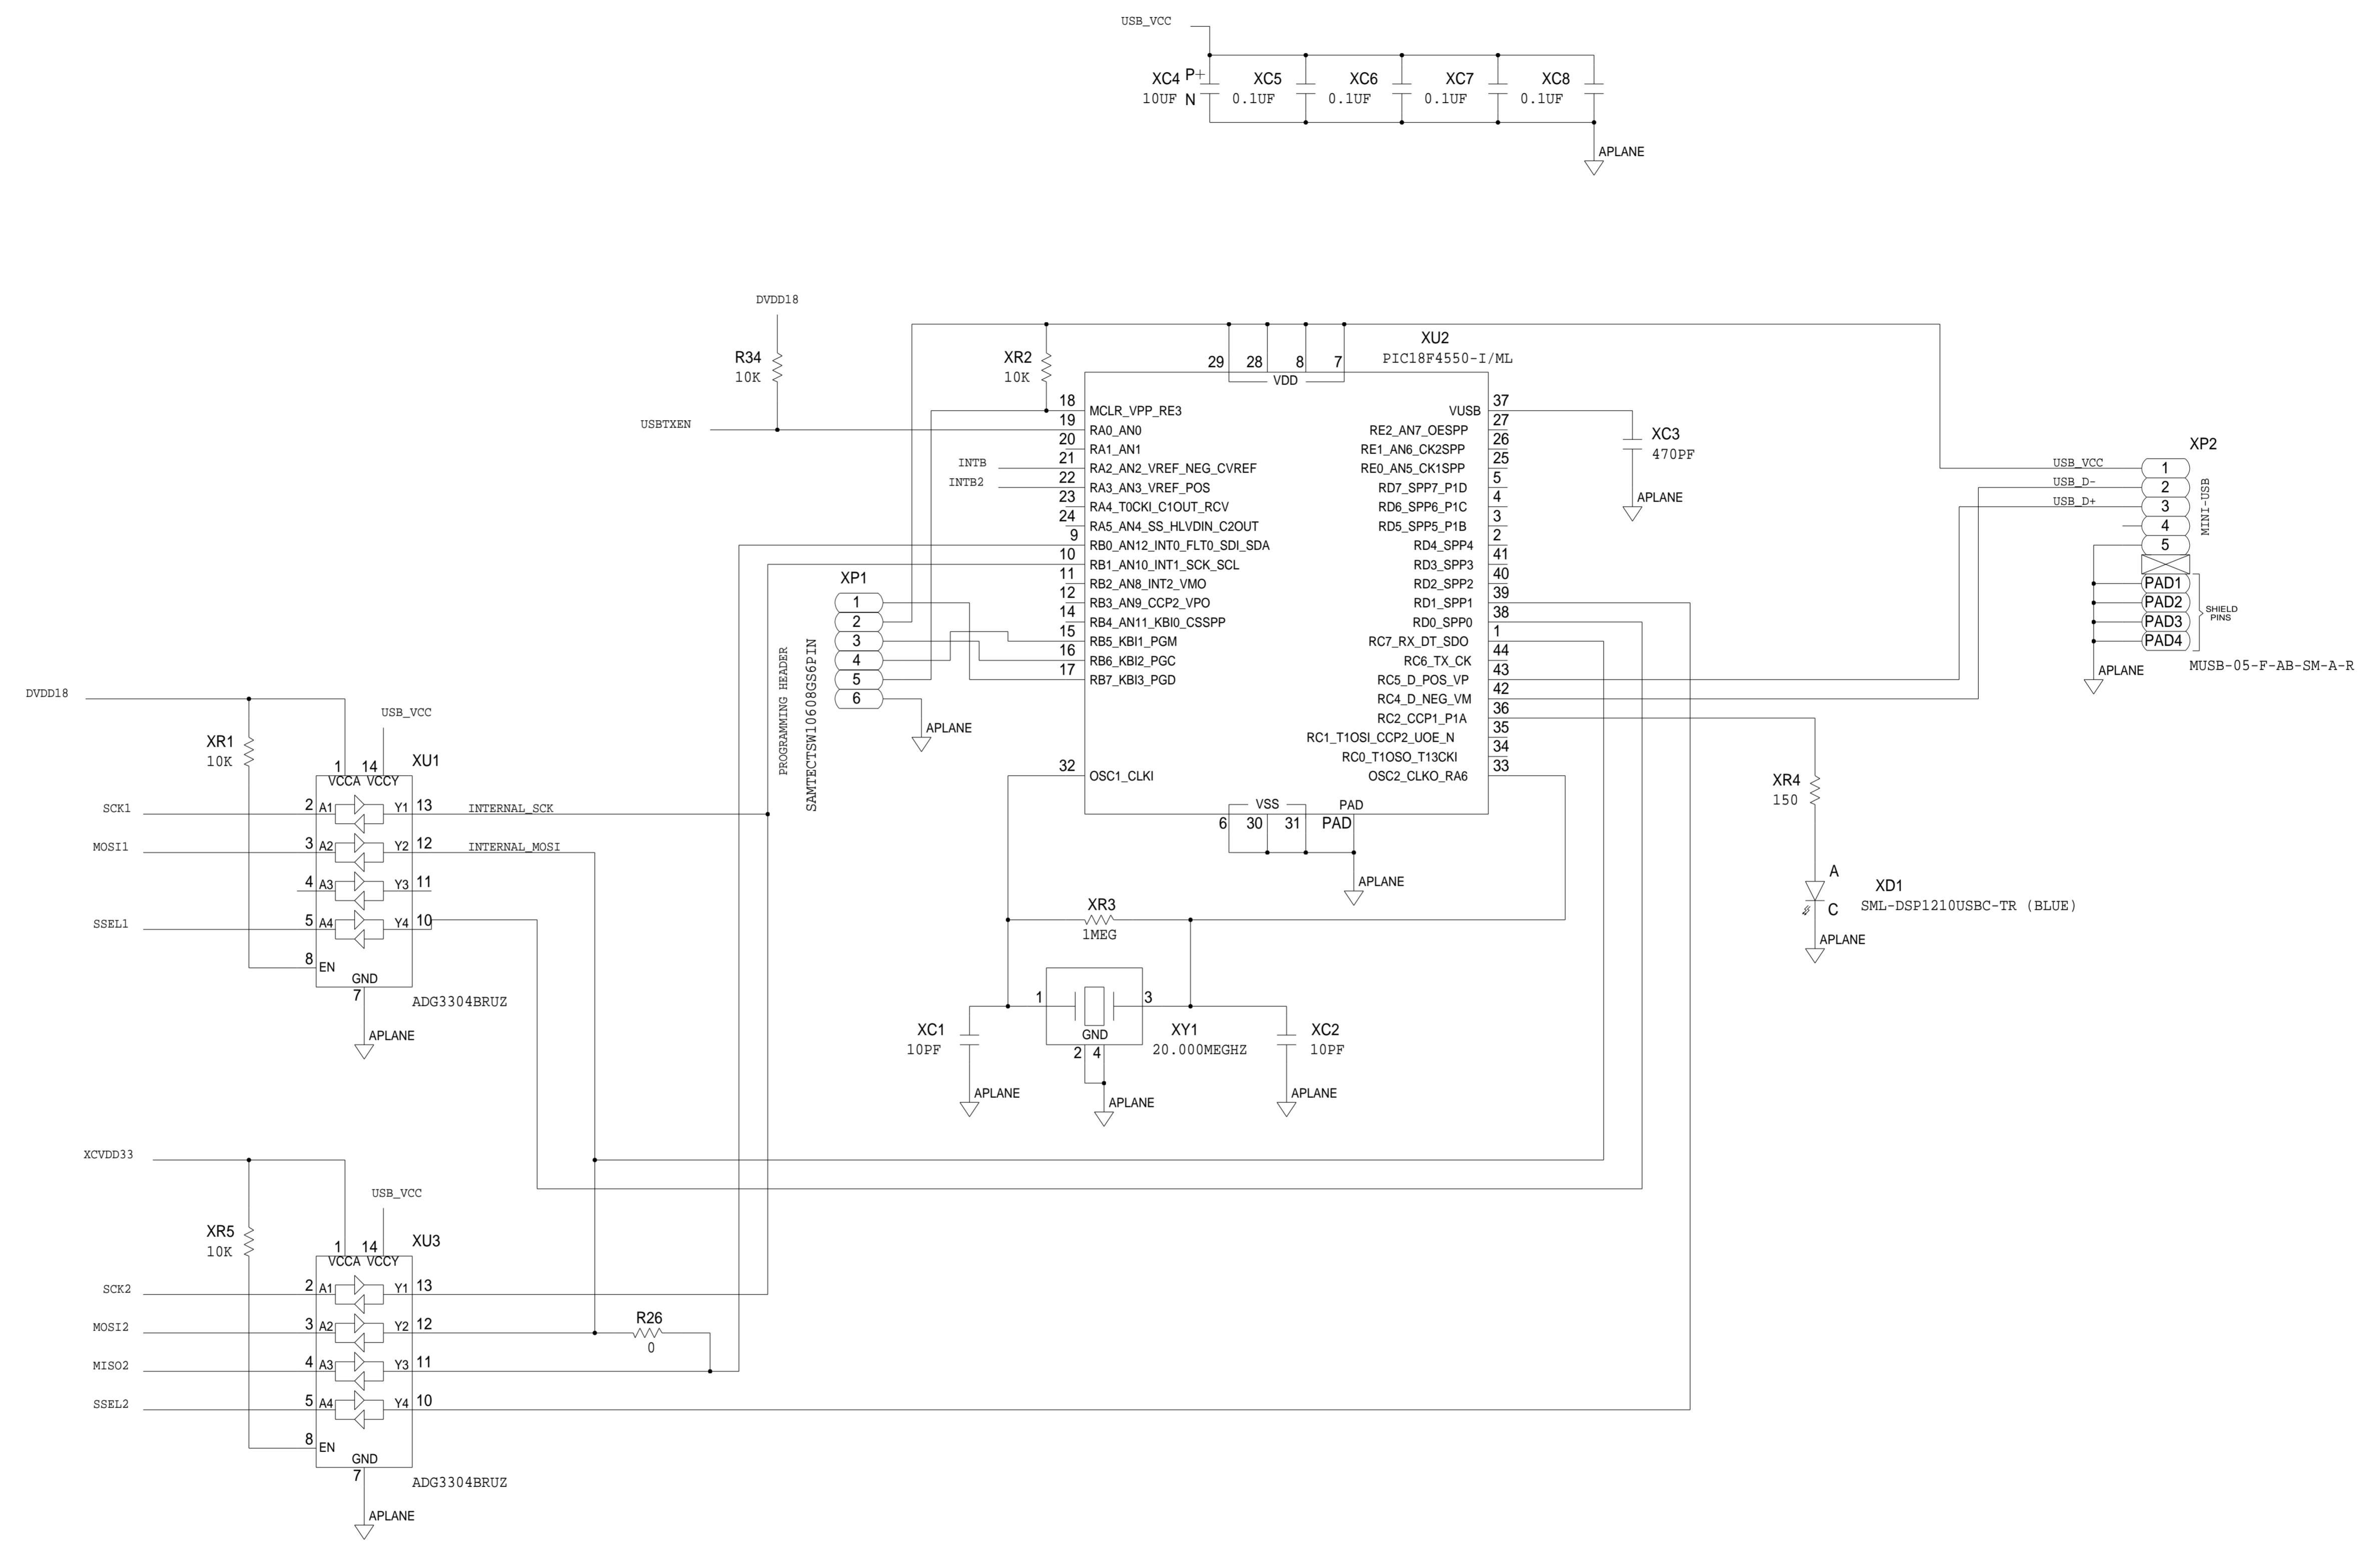 USB_VCC
XC4 P+ XC5 XC6 XC7 XC8
10UF N 0.1UF 0.1UF 0.1UF 0.1UF
APLANE
DVDD18
R34
10K
USBTXEN
INTB
INTB2
XR2
10K
XU2
PIC18F4550-I/ML
29 28 8 7
VDD
18 MCLR_VPP_RE3
19 RA0_AN0
20 RA1_AN1
21 RA2_AN2_VREF_NEG_CVREF
22 RA3_AN3_VREF_POS
23 RA4_T0CKI_C1OUT_RCV
24 RA5_AN4_SS_HLVDIN_C2OUT
9 RB0_AN12_INT0_FLT0_SDI_SDA
10 RB1_AN10_INT1_SCK_SCL
11 RB2_AN8_INT2_VMO
12 RB3_AN9_CCP2_VPO
14 RB4_AN11_KBI0_CSSPP
15 RB5_KBI1_PGM
16 RB6_KBI2_PGC
17 RB7_KBI3_PGD
32 OSC1_CLKI
VUSB 37
RE2_AN7_OESPP 27
RE1_AN6_CK2SPP 26
RE0_AN5_CK1SPP 25
RD7_SPP7_P1D 5
RD6_SPP6_P1C 4
RD5_SPP5_P1B 3
RD4_SPP4 2
RD3_SPP3 41
RD2_SPP2 40
RD1_SPP1 39
RD0_SPP0 38
RC7_RX_DT_SDO 1
RC6_TX_CK 44
RC5_D_POS_VP 43
RC4_D_NEG_VM 42
RC2_CCP1_P1A 36
RC1_T1OSI_CCP2_UOE_N 35
RC0_T1OSO_T13CKI 34
OSC2_CLKO_RA6 33
VSS PAD
6 30 31 PAD
APLANE
XC3
470PF
APLANE
XP2
USB_VCC 1
USB_D- 2
USB_D+ 3
4
5
PAD1
PAD2
PAD3
PAD4
MINI-USB
SHIELD
PINS
MUSB-05-F-AB-SM-A-R
APLANE
XP1
1
2
3
4
5
6
PROGRAMMING HEADER
SAMTECTSW10608GS6PIN
APLANE
XR4
150
A
C
XD1
SML-DSP1210USBC-TR (BLUE)
APLANE
XR3
1MEG
1 3
GND
2 4
XY1
20.000MEGHZ
XC1
10PF
XC2
10PF
APLANE
APLANE
APLANE
DVDD18
USB_VCC
XR1
10K
XU1
1 14
VCCA VCCY
SCK1 2 A1 Y1 13 INTERNAL_SCK
MOSI1 3 A2 Y2 12 INTERNAL_MOSI
4 A3 Y3 11
SSEL1 5 A4 Y4 10
8 EN
GND
7
ADG3304BRUZ
APLANE
XCVDD33
USB_VCC
XR5
10K
XU3
1 14
VCCA VCCY
SCK2 2 A1 Y1 13
MOSI2 3 A2 Y2 12
MISO2 4 A3 Y3 11
SSEL2 5 A4 Y4 10
8 EN
GND
7
ADG3304BRUZ
APLANE
R26
0